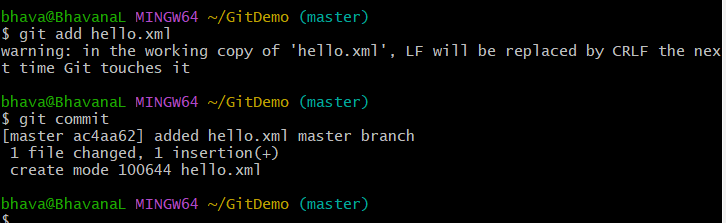 bhava@BhavanaL MINGW64 ~/GitDemo (master)
$ git add hello.xml
warning: in the working copy of 'hello.xml', LF will be replaced by CRLF the nex
t time Git touches it
bhava@BhavanaL MINGW64 ~/GitDemo (master)
$ git commit
[master ac4aa62] added hello.xml master branch
 1 file changed, 1 insertion(+)
 create mode 100644 hello.xml
bhava@BhavanaL MINGW64 ~/GitDemo (master)
$